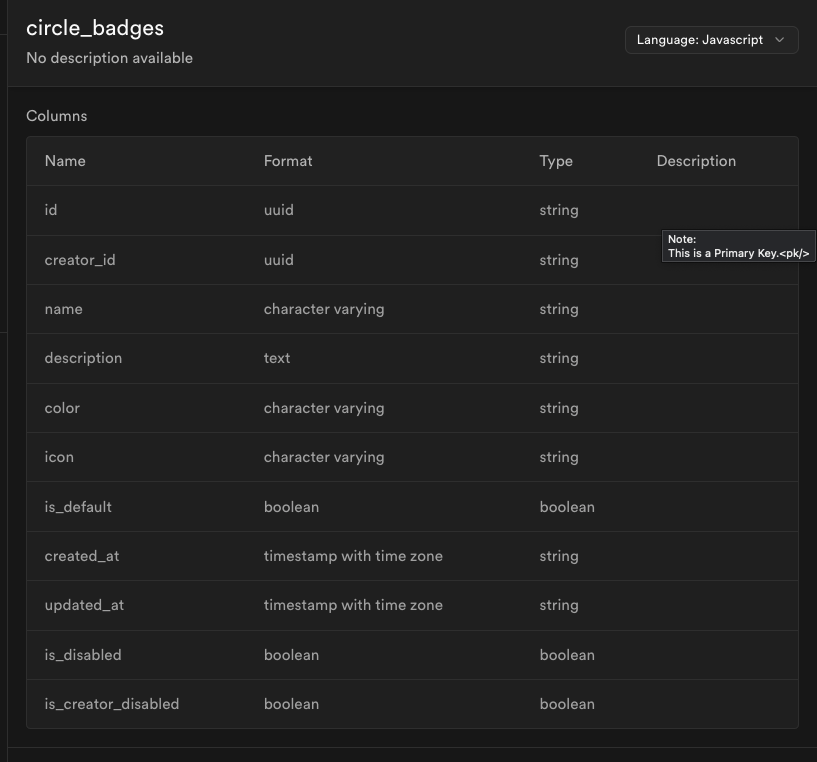 circle_badges
No description available
Language: Javascript
Columns
Name Format Type Description
id uuid string
Note:
This is a Primary Key.<pk/>
creator_id uuid string
name character varying string
description text string
color character varying string
icon character varying string
is_default boolean boolean
created_at timestamp with time zone string
updated_at timestamp with time zone string
is_disabled boolean boolean
is_creator_disabled boolean boolean